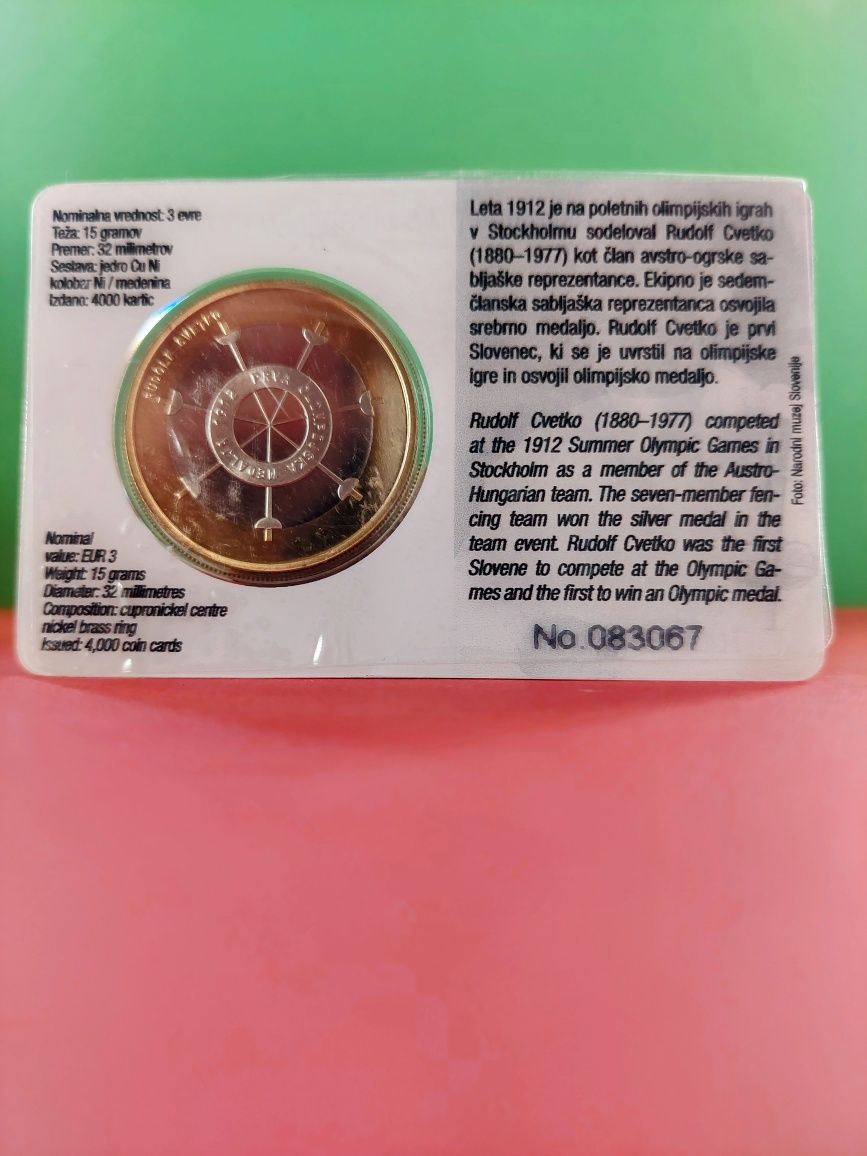 Nominalna vrednost: 3 evre
Teža: 15 gramov
Premer: 32 milimetrov
Sestava: jedro Cu Ni
kolobar Ni / medenina
Izdano: 4000 kartic
RUDOLF CVETKO
1912 PRVA SLOVENSKA MEDALJA
Nominal
value: EUR 3
Weight: 15 grams
Diameter: 32 millimetres
Composition: cupronickel centre
nickel brass ring
Issued: 4,000 coin cards
Leta 1912 je na poletnih olimpijskih igrah
v Stockholmu sodeloval Rudolf Cvetko
(1880–1977) kot član avstro-ogrske sa-
bljaške reprezentance. Ekipno je sedem-
članska sabljaška reprezentanca osvojila
srebrno medaljo. Rudolf Cvetko je prvi
Slovenec, ki se je uvrstil na olimpijske
igre in osvojil olimpijsko medaljo.
Rudolf Cvetko (1880–1977) competed
at the 1912 Summer Olympic Games in
Stockholm as a member of the Austro-
Hungarian team. The seven-member fen-
cing team won the silver medal in the
team event. Rudolf Cvetko was the first
Slovene to compete at the Olympic Ga-
mes and the first to win an Olympic medal.
No.083067
Foto: Narodni muzej Slovenije